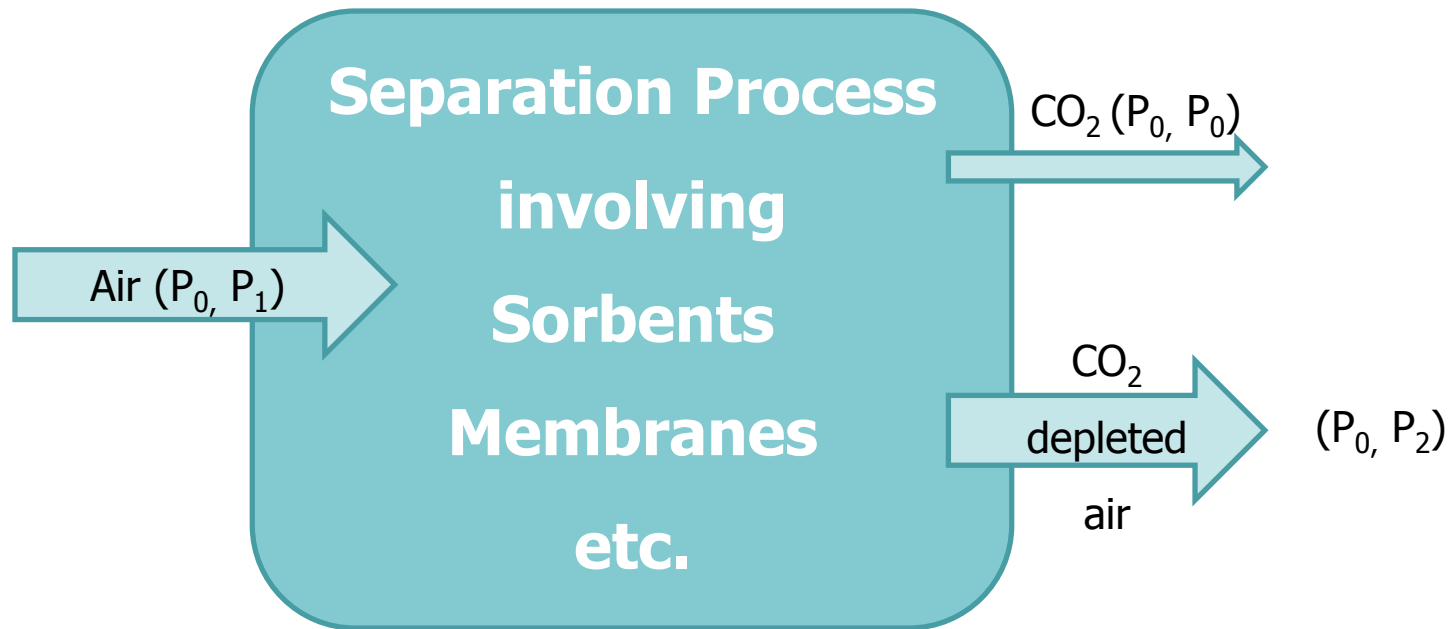 Separation Process
involving
Sorbents
Membranes
etc.
Air (P₀, P₁)
CO₂ (P₀, P₀)
CO₂
depleted
air
(P₀, P₂)